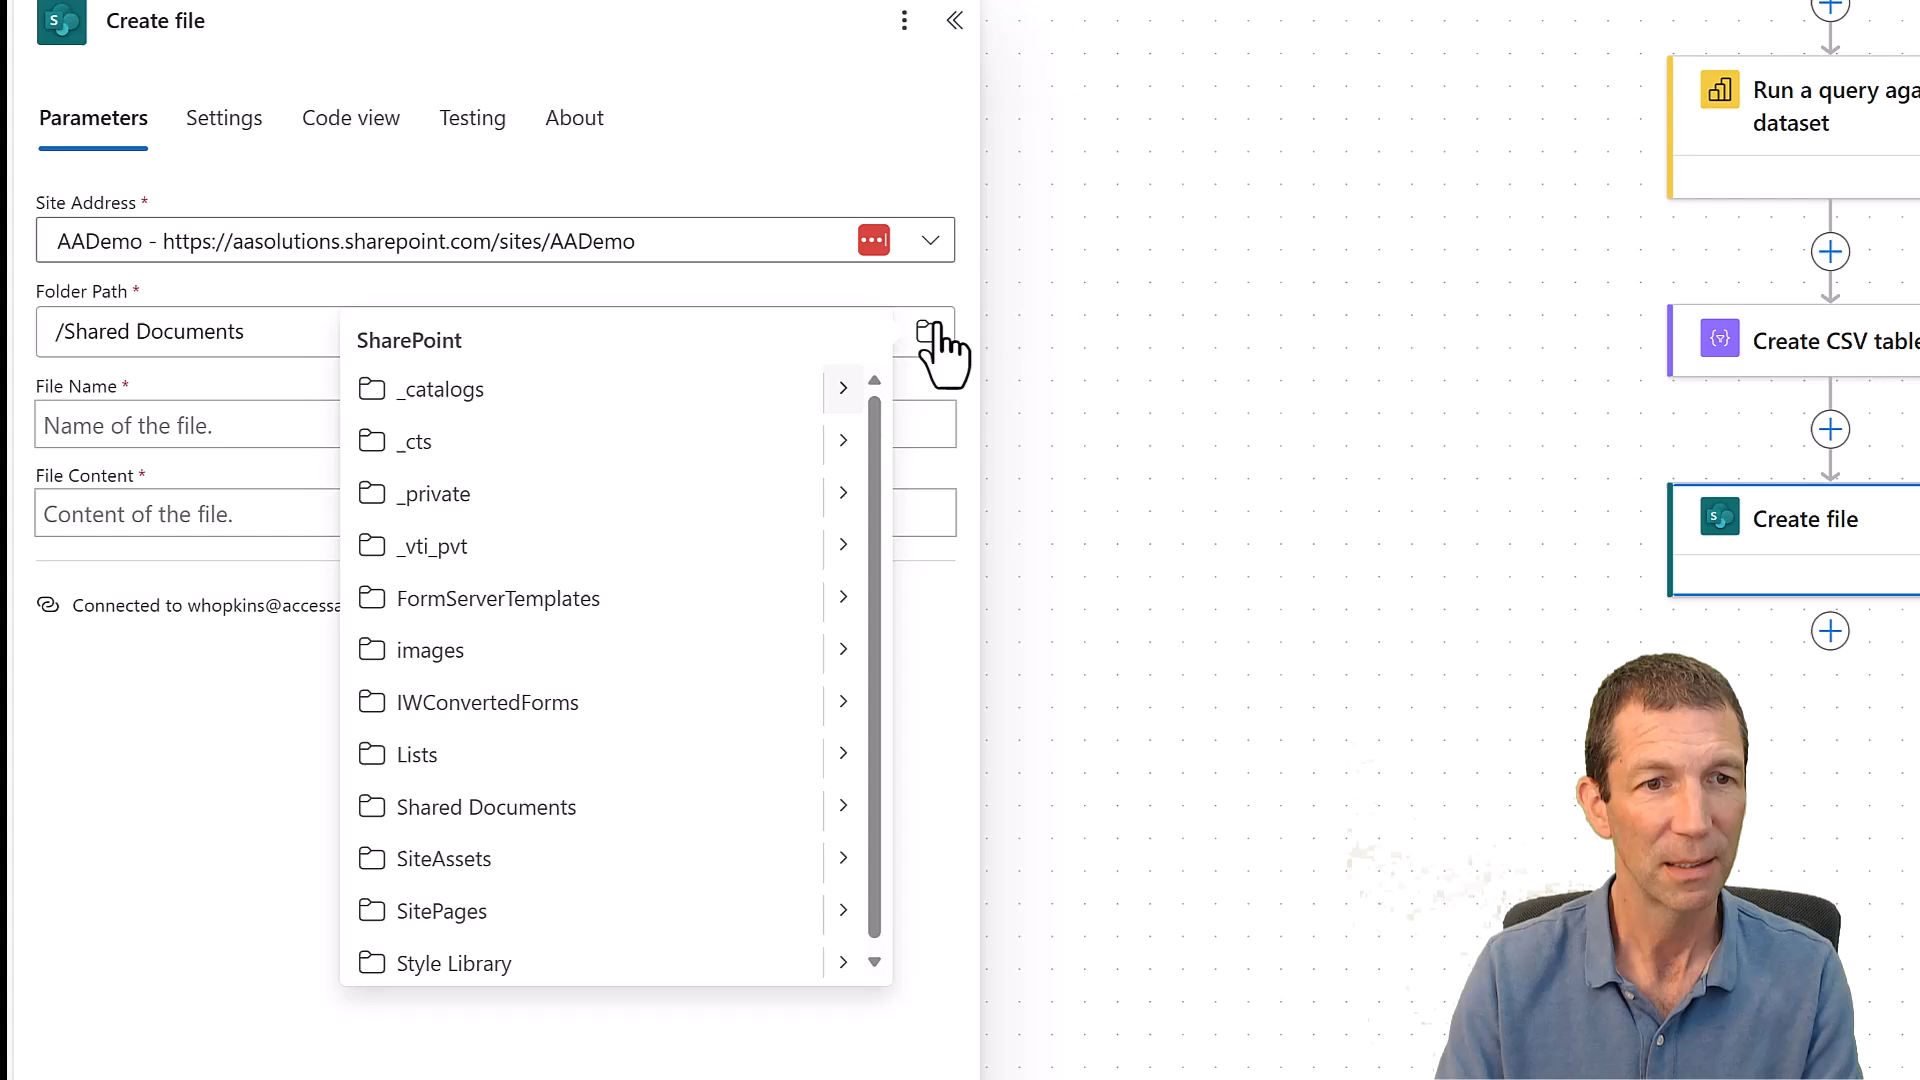 Create file
Parameters
Settings
Code view
Testing
About
Site Address *
AADemo - https://aasolutions.sharepoint.com/sites/AADemo
Folder Path *
/Shared Documents
File Name *
Name of the file.
File Content *
Content of the file.
Connected to whopkins@accessa
SharePoint
_catalogs
_cts
_private
_vti_pvt
FormServerTemplates
images
IWConvertedForms
Lists
Shared Documents
SiteAssets
SitePages
Style Library
Run a query aga
dataset
Create CSV table
Create file